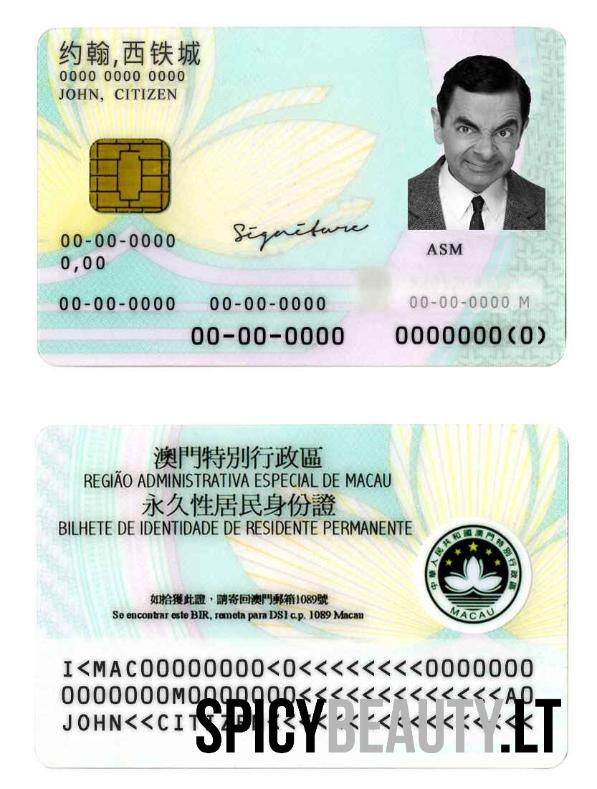 约翰,西铁城
0000 0000 0000
JOHN, CITIZEN
Signature
00-00-0000
0,00
ASM
00-00-0000
00-00-0000
00-00-0000 M
00-00-0000
0000000(0)
澳門特別行政區
REGIÃO ADMINISTRATIVA ESPECIAL DE MACAU
永久性居民身份證
BILHETE DE IDENTIDADE DE RESIDENTE PERMANENTE
中華人民共和國澳門特別行政區
MACAU
如拾獲此證，請寄回澳門郵箱1089號
Se encontrar este BIR, remeta para DSI c.p. 1089 Macau
I<MAC00000000<0<<<<<<<<<0000000
0000000M0000000<<<<<<<<<<<<<<A0
JOHN<<CITIZEN<<<<<<<<<<<<<<<<<
SPICYBEAUTY.LT